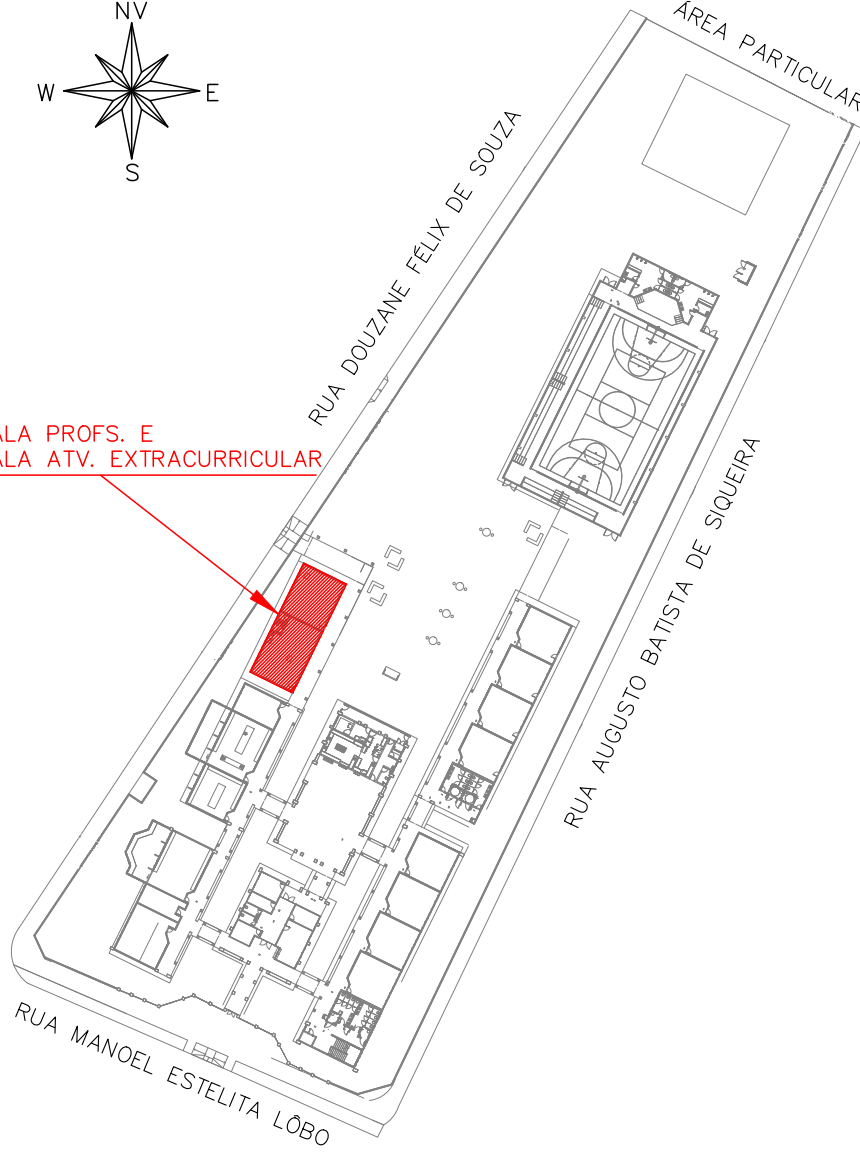 NV
W E
S
ÁREA PARTICULAR
RUA DOUZANE FÉLIX DE SOUZA
ALA PROFS. E
ALA ATV. EXTRACURRICULAR
RUA AUGUSTO BATISTA DE SIQUEIRA
RUA MANOEL ESTELITA LÔBO